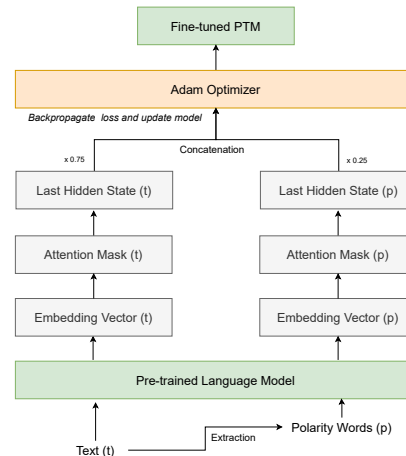 Fine-tuned PTM
Adam Optimizer
Backpropagate loss and update model
Concatenation
x 0.75
x 0.25
Last Hidden State (t)
Last Hidden State (p)
Attention Mask (t)
Attention Mask (p)
Embedding Vector (t)
Embedding Vector (p)
Pre-trained Language Model
Polarity Words (p)
Extraction
Text (t)